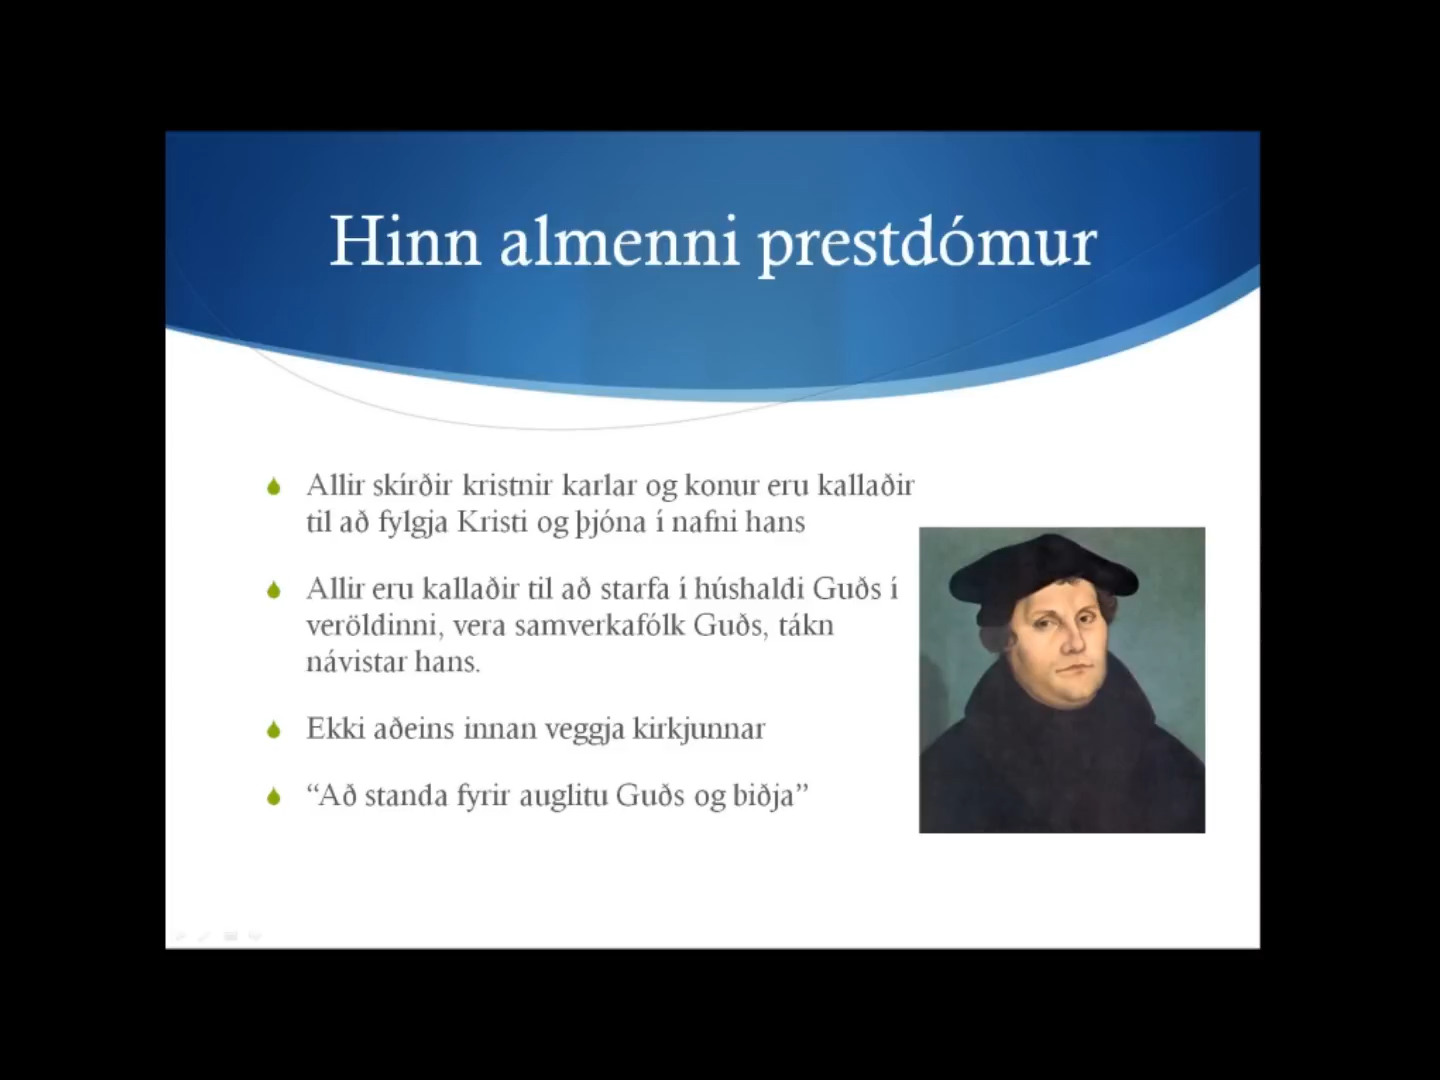 Hinn almenni prestdómur
Allir skírðir kristnir karlar og konur eru kallaðir
til að fylgja Kristi og þjóna í nafni hans
Allir eru kallaðir til að starfa í húshaldi Guðs í
veröldinni, vera samverkafólk Guðs, tákn
návistar hans.
Ekki aðeins innan veggja kirkjunnar
“Að standa fyrir auglitu Guðs og biðja”